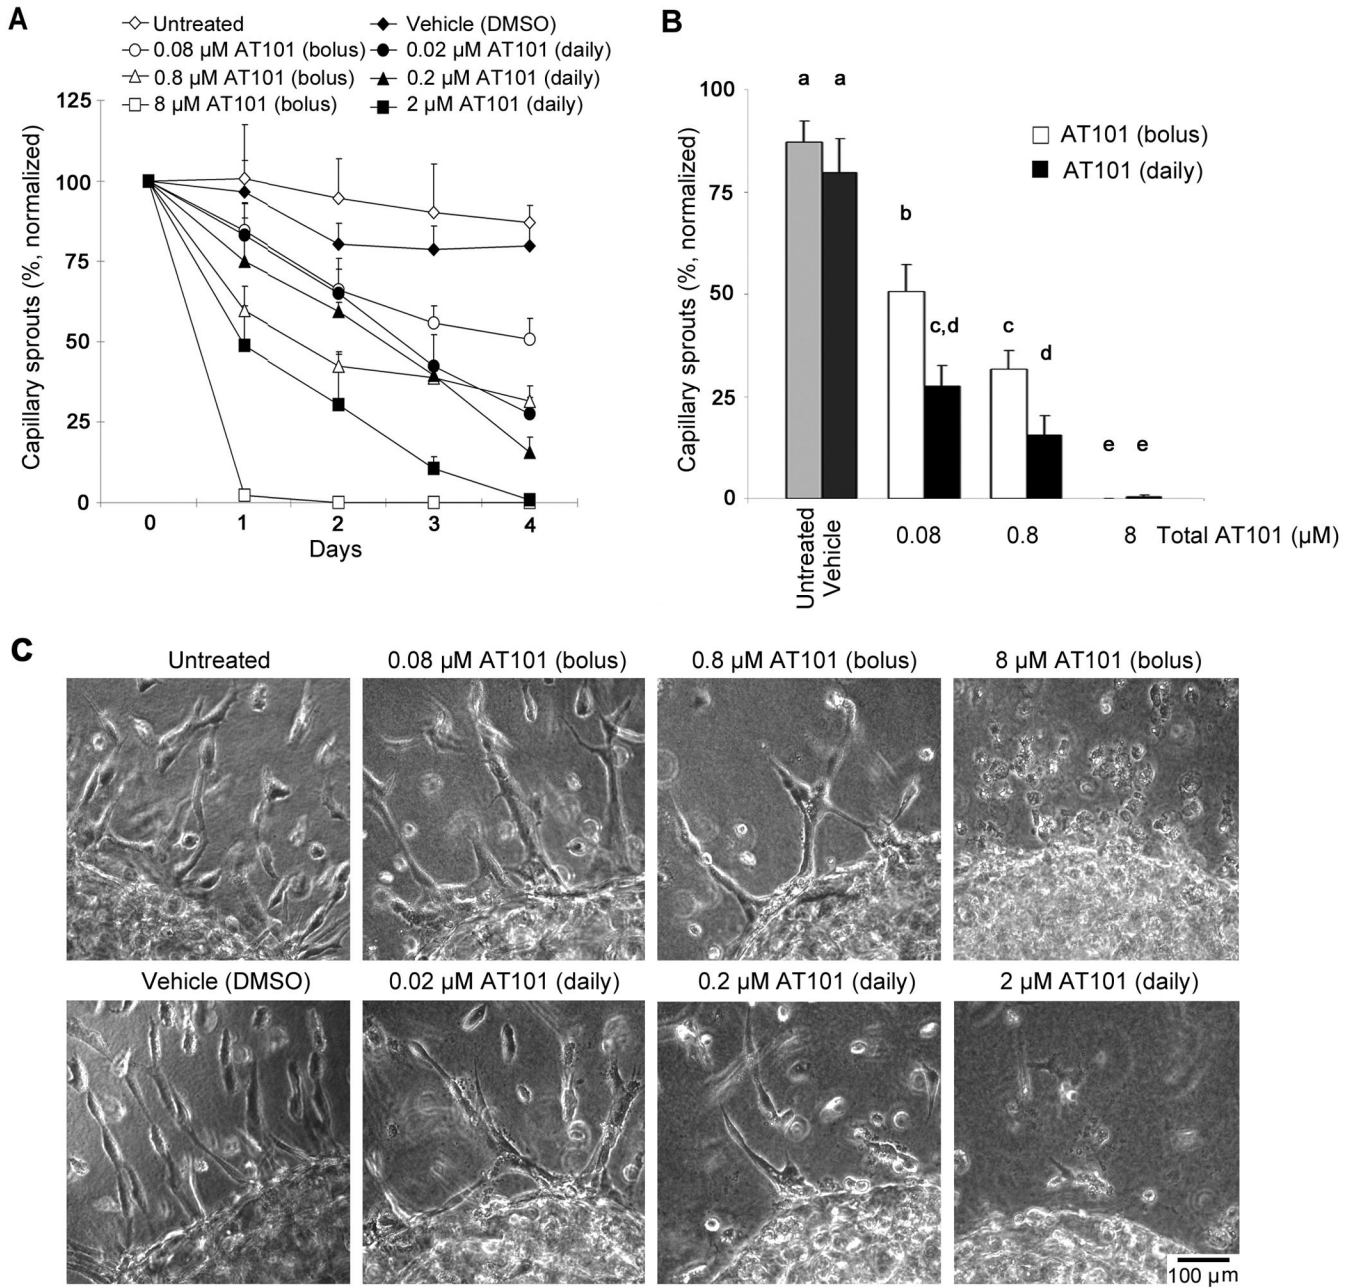 A
Untreated
Vehicle (DMSO)
0.08 µM AT101 (bolus)
0.02 µM AT101 (daily)
0.8 µM AT101 (bolus)
0.2 µM AT101 (daily)
8 µM AT101 (bolus)
2 µM AT101 (daily)
Capillary sprouts (%, normalized)
125
100
75
50
25
0
0 1 2 3 4
Days
B
Capillary sprouts (%, normalized)
100
75
50
25
0
a a
b
c,d
c
d
e e
AT101 (bolus)
AT101 (daily)
Untreated
Vehicle
0.08 0.8 8 Total AT101 (µM)
C
Untreated
0.08 µM AT101 (bolus)
0.8 µM AT101 (bolus)
8 µM AT101 (bolus)
Vehicle (DMSO)
0.02 µM AT101 (daily)
0.2 µM AT101 (daily)
2 µM AT101 (daily)
100 µm